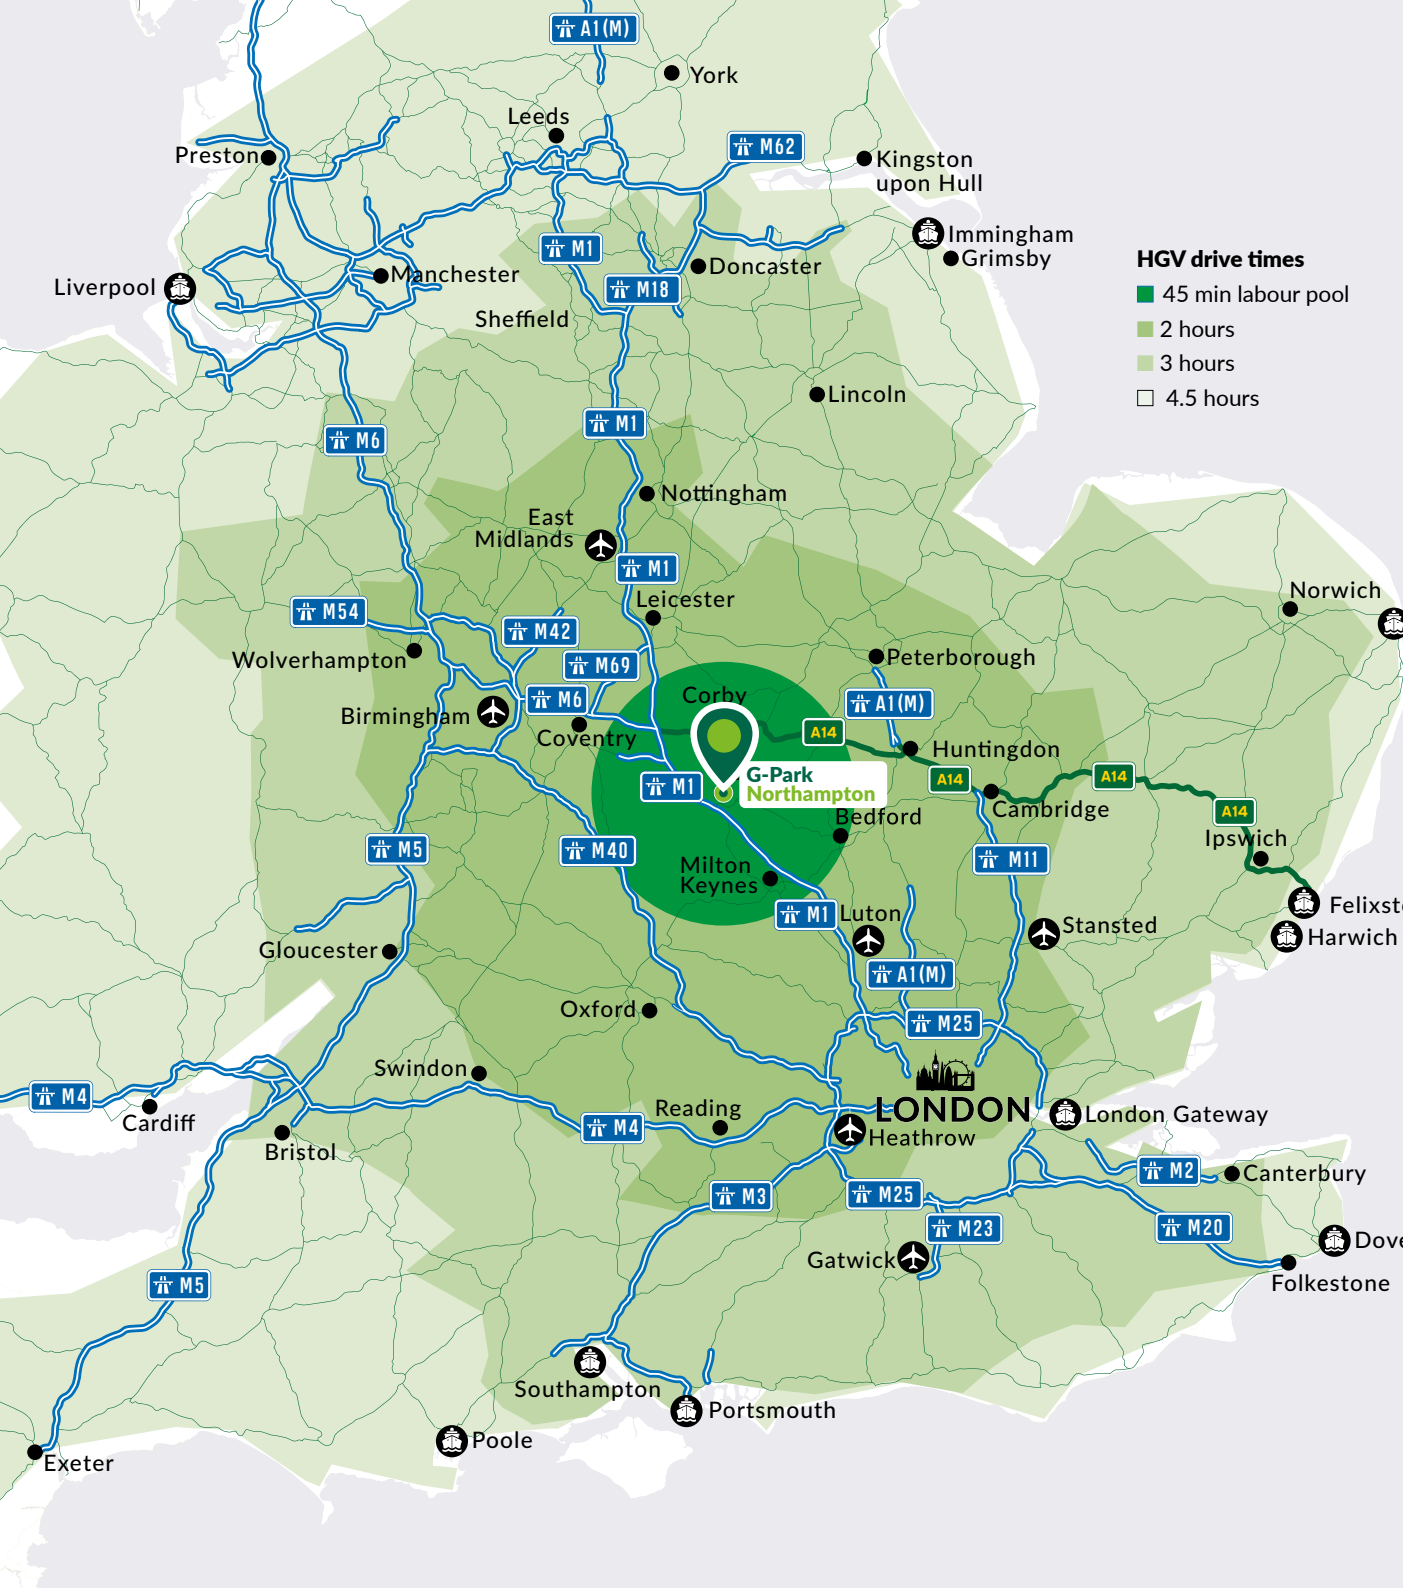 A1(M)
York
Leeds
M62
Preston
Kingston
upon Hull
M1
Immingham
Grimsby
HGV drive times
45 min labour pool
2 hours
3 hours
4.5 hours
Doncaster
Manchester
Liverpool
M18
Sheffield
Lincoln
M1
M6
Nottingham
East
Midlands
M1
Norwich
Leicester
M54
M42
Wolverhampton
M69
Peterborough
Corby
M6
A1(M)
Birmingham
Coventry
A14
Huntingdon
G-Park
Northampton
M1
A14
A14
Cambridge
A14
Bedford
Ipswich
M5
M40
M11
Milton
Keynes
Felixst
M1
Luton
Stansted
Harwich
Gloucester
A1(M)
Oxford
M25
Swindon
M4
Cardiff
Reading
LONDON
London Gateway
M4
Heathrow
Bristol
M2
Canterbury
M3
M25
M23
M20
Dove
Gatwick
Folkestone
M5
Southampton
Portsmouth
Poole
Exeter